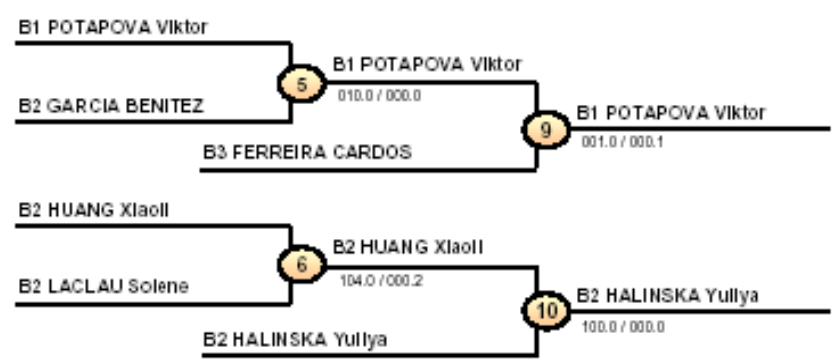 B1 POTAPOVA Viktor
B1 POTAPOVA Viktor
5
010.0 / 000.0
B2 GARCIA BENITEZ
B1 POTAPOVA Viktor
9
001.0 / 000.1
B3 FERREIRA CARDOS
B2 HUANG Xiaoli
B2 HUANG Xiaoli
6
104.0 / 000.2
B2 LACLAU Solene
B2 HALINSKA Yuliya
10
100.0 / 000.0
B2 HALINSKA Yuliya